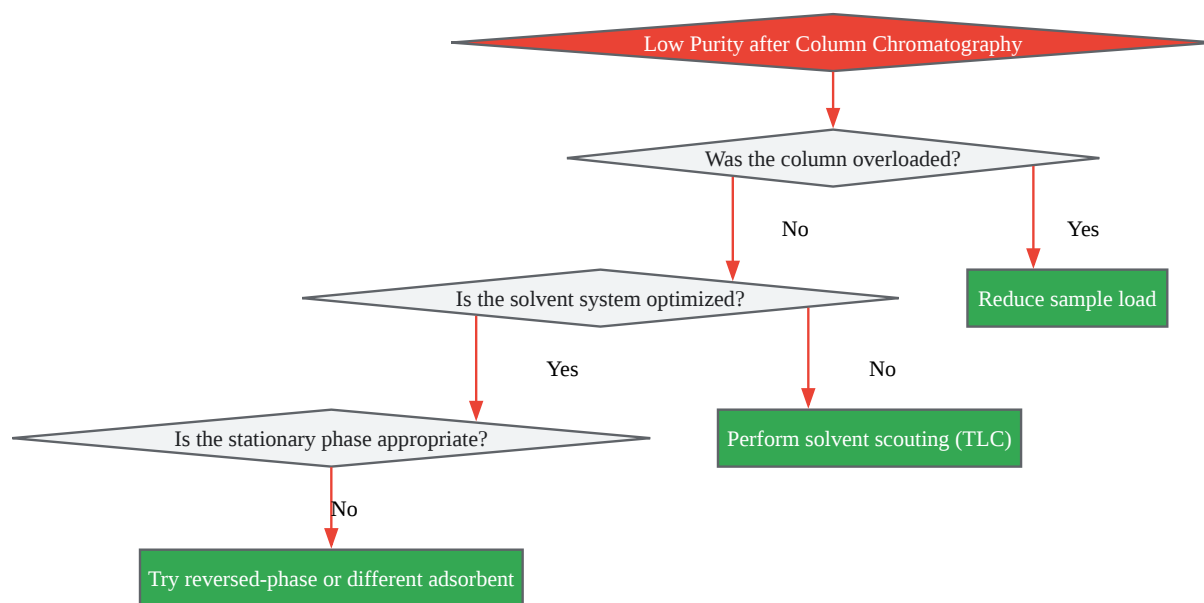 Low Purity after Column Chromatography
Was the column overloaded?
No
Yes
Is the solvent system optimized?
Reduce sample load
Yes
No
Is the stationary phase appropriate?
Perform solvent scouting (TLC)
No
Try reversed-phase or different adsorbent